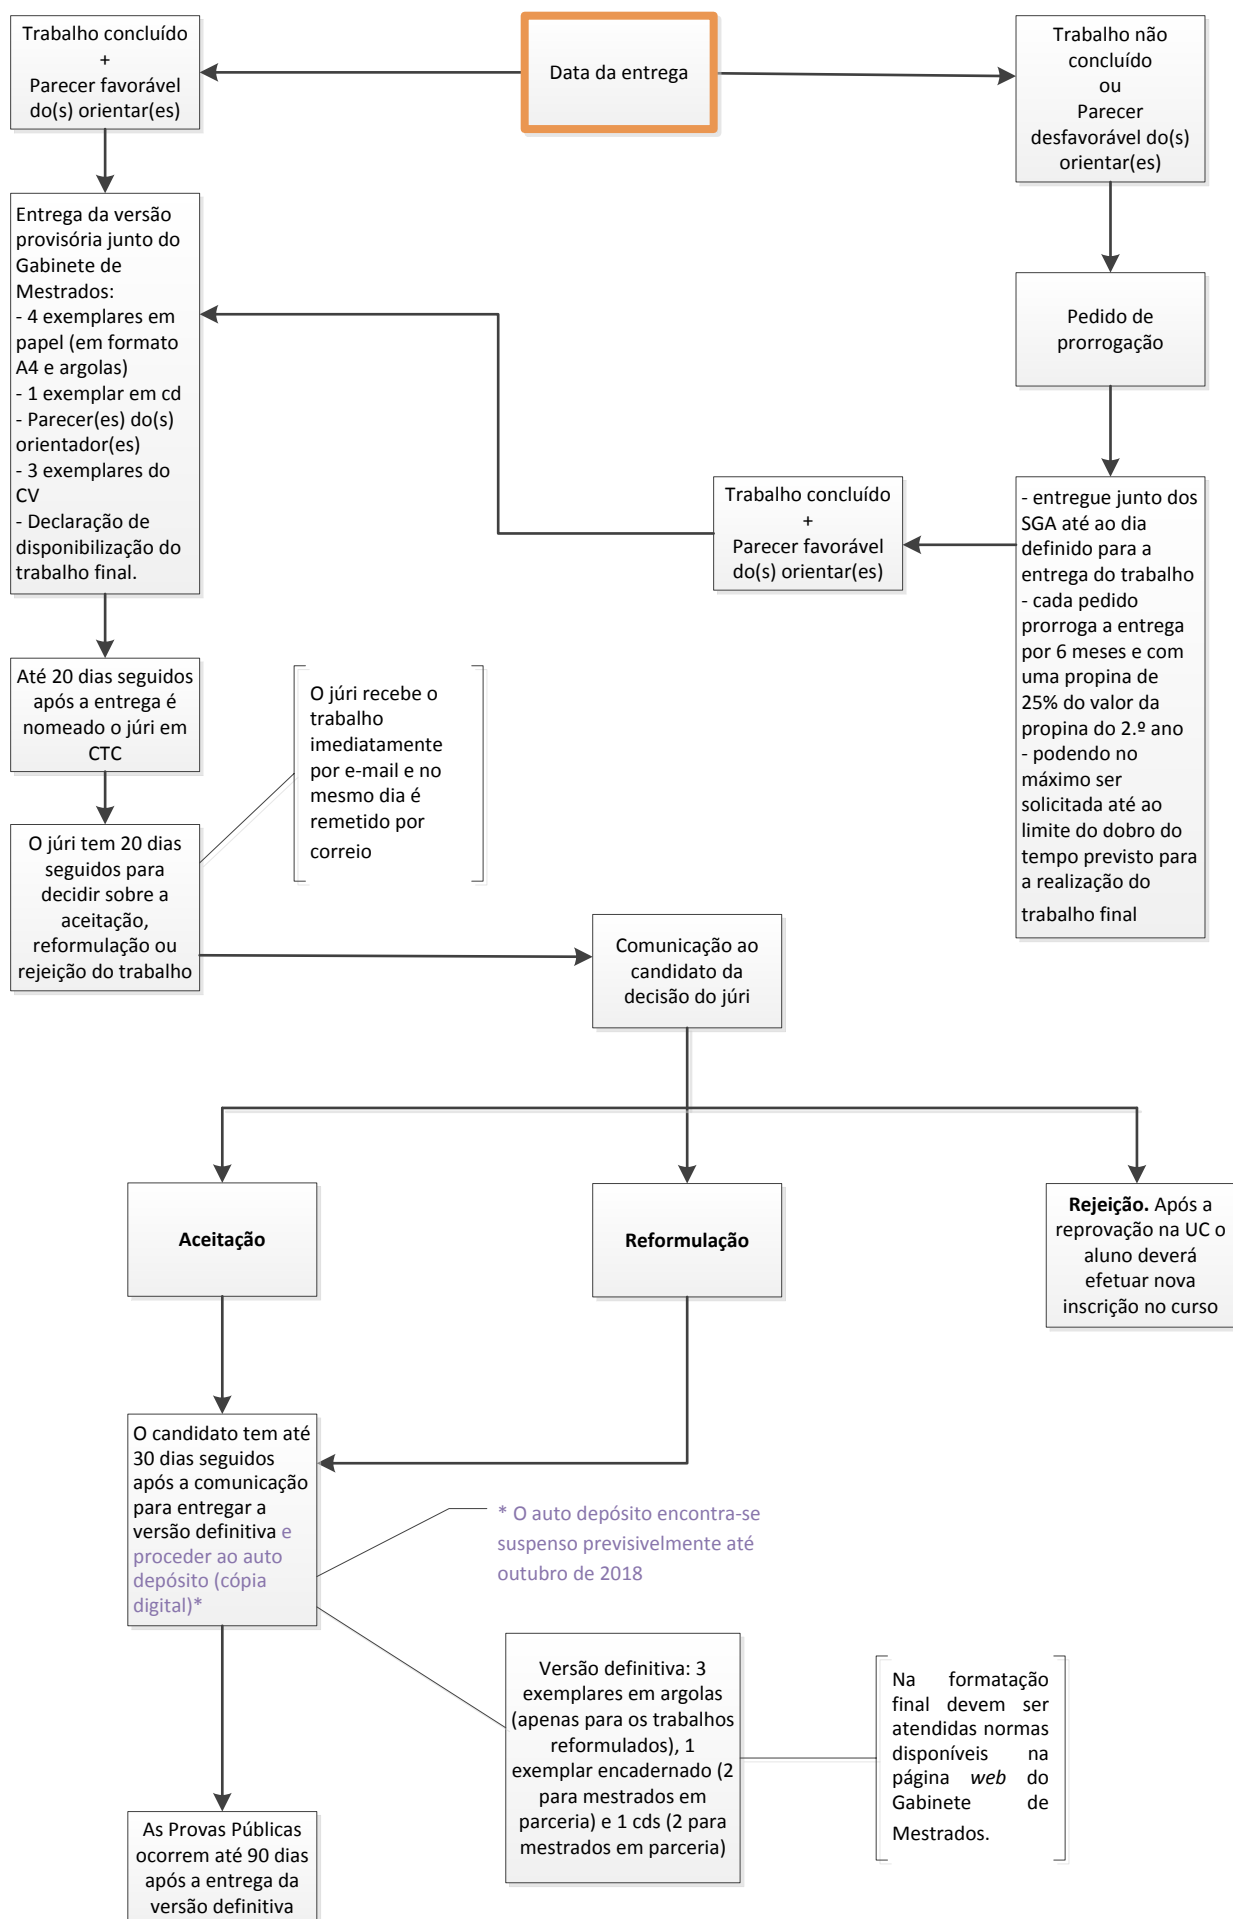 Trabalho concluído
+
Parecer favorável
do(s) orientar(es)
Data da entrega
Trabalho não
concluído
ou
Parecer
desfavorável do(s)
orientar(es)
Entrega da versão
provisória junto do
Gabinete de
Mestrados:
- 4 exemplares em
papel (em formato
A4 e argolas)
- 1 exemplar em cd
- Parecer(es) do(s)
orientador(es)
- 3 exemplares do
CV
- Declaração de
disponibilização do
trabalho final.
Pedido de
prorrogação
Trabalho concluído
+
Parecer favorável
do(s) orientar(es)
- entregue junto dos
SGA até ao dia
definido para a
entrega do trabalho
- cada pedido
prorroga a entrega
por 6 meses e com
uma propina de
25% do valor da
propina do 2.º ano
- podendo no
máximo ser
solicitada até ao
limite do dobro do
tempo previsto para
a realização do
trabalho final
Até 20 dias seguidos
após a entrega é
nomeado o júri em
CTC
O júri recebe o
trabalho
imediatamente
por e-mail e no
mesmo dia é
remetido por
correio
O júri tem 20 dias
seguidos para
decidir sobre a
aceitação,
reformulação ou
rejeição do trabalho
Comunicação ao
candidato da
decisão do júri
Aceitação
Reformulação
Rejeição. Após a
reprovação na UC o
aluno deverá
efetuar nova
inscrição no curso
O candidato tem até
30 dias seguidos
após a comunicação
para entregar a
versão definitiva e
proceder ao auto
depósito (cópia
digital)*
* O auto depósito encontra-se
suspenso previsivelmente até
outubro de 2018
Versão definitiva: 3
exemplares em argolas
(apenas para os trabalhos
reformulados), 1
exemplar encadernado (2
para mestrados em
parceria) e 1 cds (2 para
mestrados em parceria)
Na formatação
final devem ser
atendidas normas
disponíveis na
página web do
Gabinete de
Mestrados.
As Provas Públicas
ocorrem até 90 dias
após a entrega da
versão definitiva